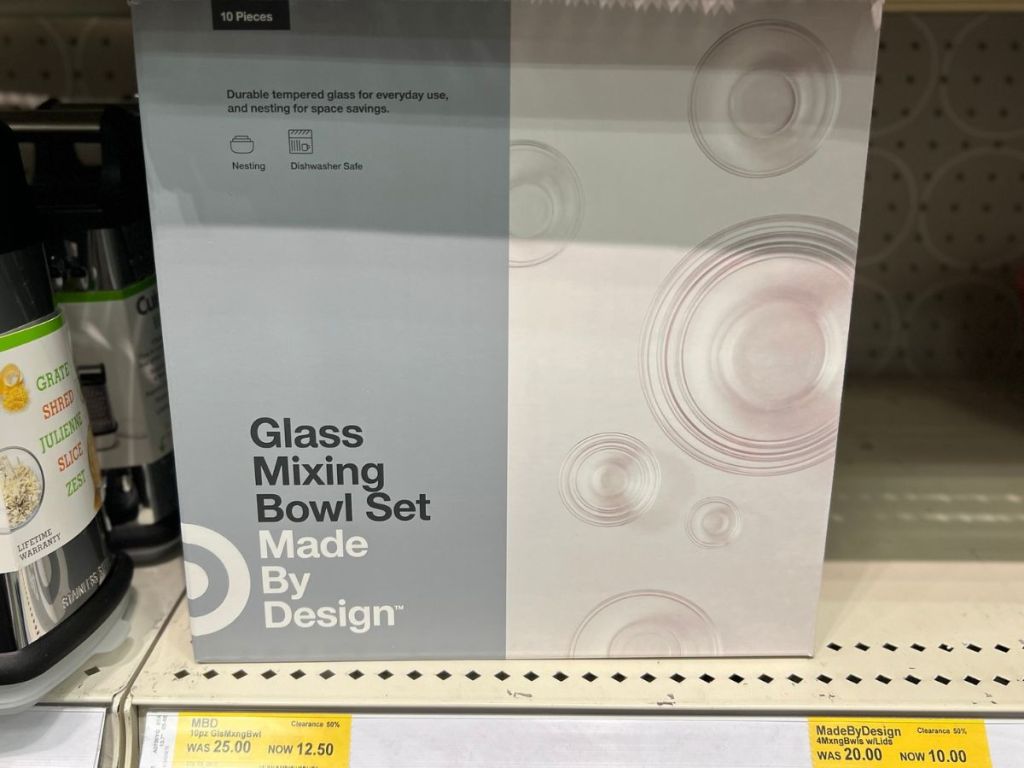 10 Pieces
Durable tempered glass for everyday use,
and nesting for space savings.
Nesting
Dishwasher Safe
Glass
Mixing
Bowl Set
Made
By
Design™
GRATE
SHRED
JULIENNE
SLICE
ZEST
LIFETIME
WARRANTY
MBD
Clearance 50%
10pz GlsMxngBwl
WAS 25.00 NOW 12.50
MadeByDesign
Clearance 50%
4MxngBwls w/Lids
WAS 20.00 NOW 10.00